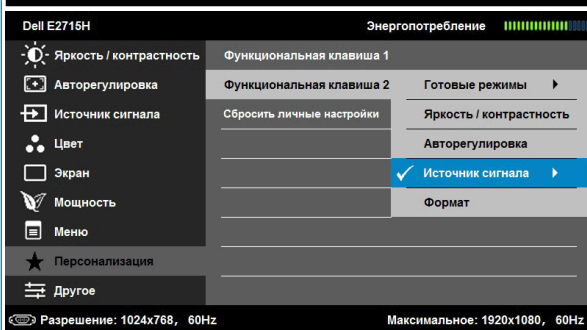 Dell E2715H Энергопотребление
Яркость / контрастность Функциональная клавиша 1
Авторегулировка Функциональная клавиша 2 Готовые режимы
Источник сигнала Сбросить личные настройки Яркость / контрастность
Цвет Авторегулировка
Экран Источник сигнала
Мощность Формат
Меню
Персонализация
Другое
Разрешение: 1024x768, 60Hz Максимальное: 1920x1080, 60Hz